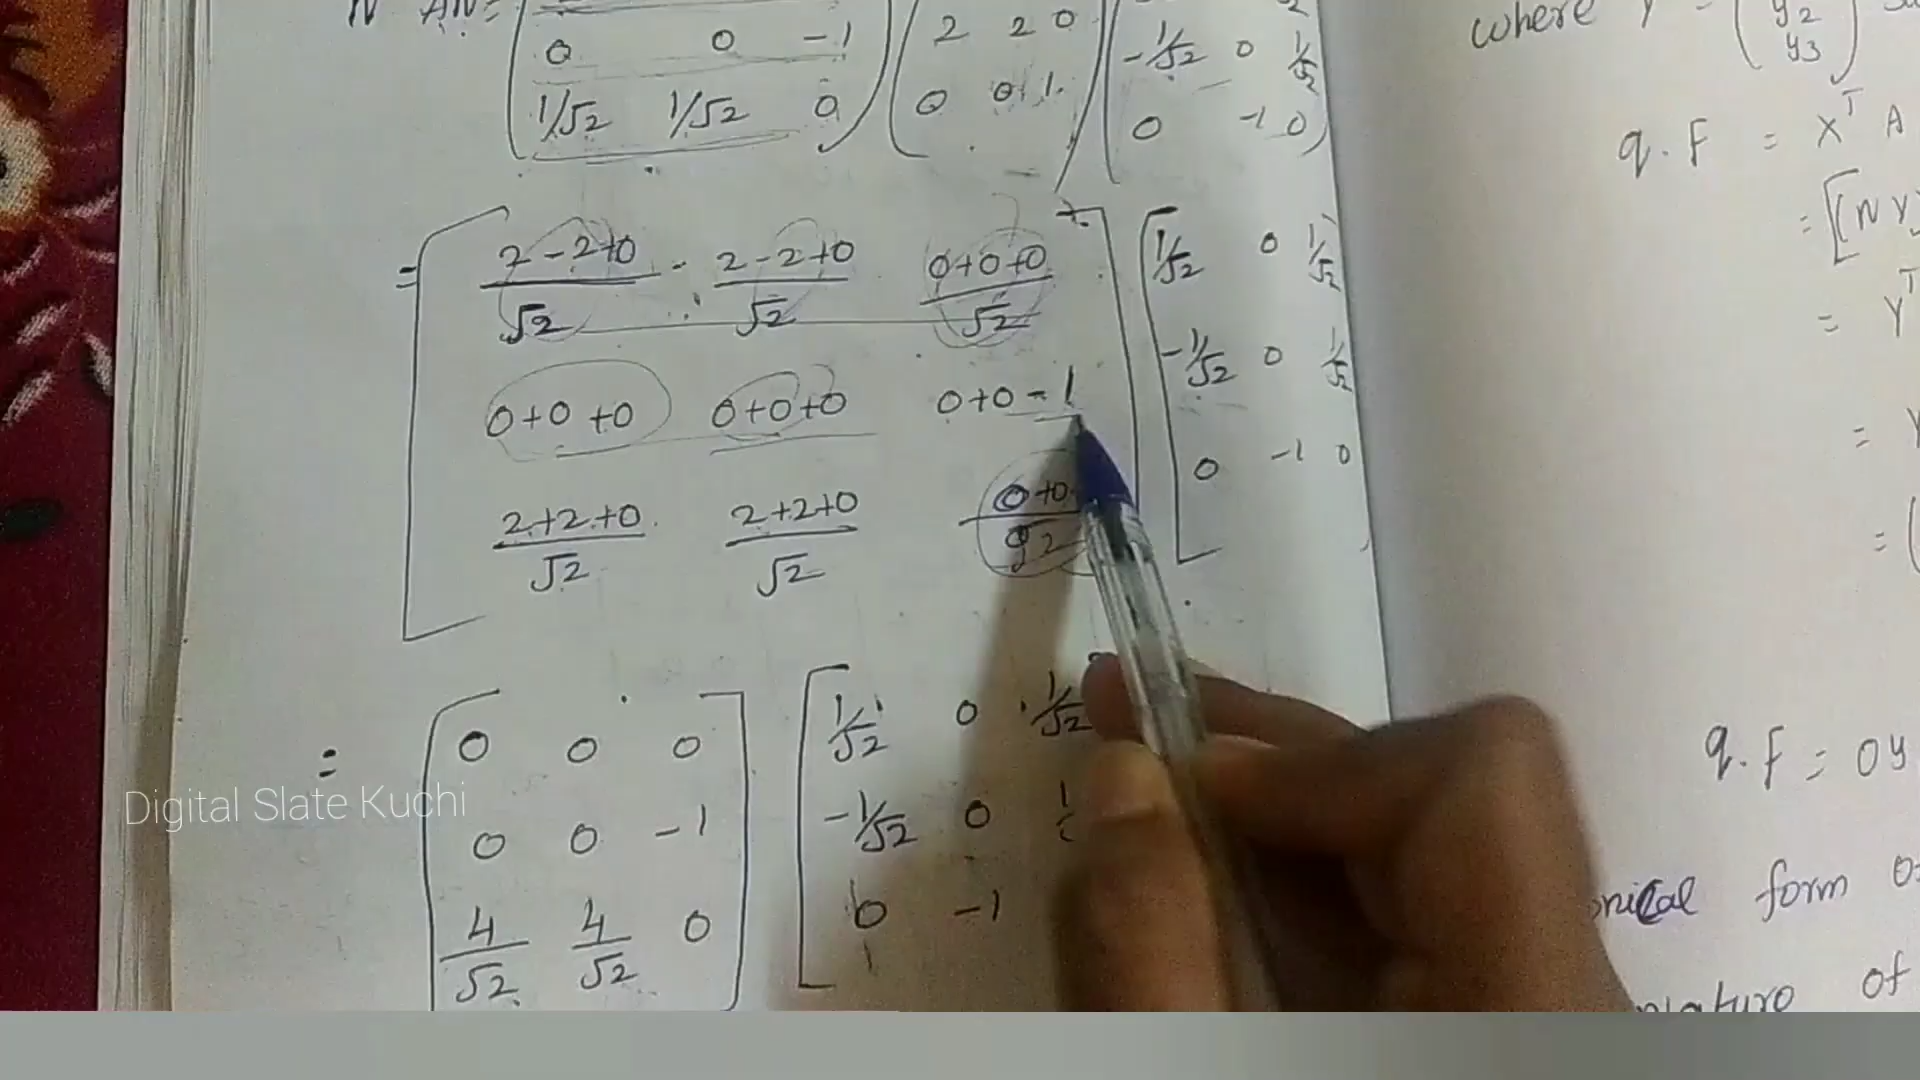 0 0 -1 2 2 0 -1/√2 0 1/√2
1/√2 1/√2 0 0 0 1 0 -1 0
= 2-2+0/√2 2-2+0/√2 0+0+0/√2 1/√2 0 1/√2
0+0+0 0+0+0 0+0-1 -1/√2 0 1/√2
2+2+0/√2 2+2+0/√2 0+0 0 -1 0
= 0 0 0 1/√2 0 1/√2
0 0 -1 -1/√2 0
4/√2 4/√2 0 0 -1
Digital Slate Kuchi
where
y2
y3
q.F = Xᵀ A
= [N Y]
= Yᵀ
=
=
q.F = 0y
form
of